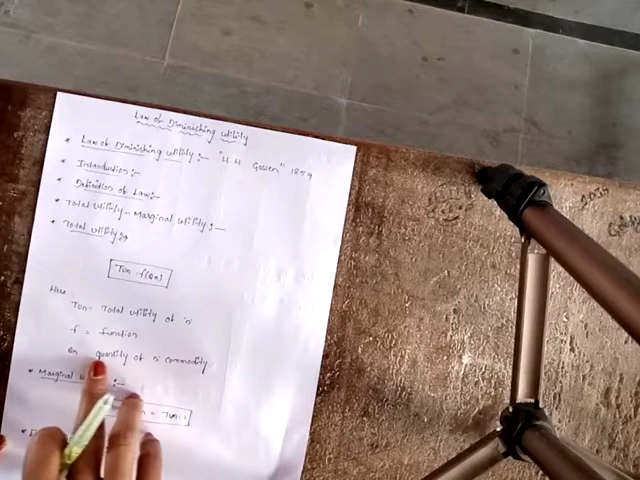 Law of Diminishing Utility
* Law of Diminishing Utility :- "H.H Gossen" 1854
* Introduction :-
* Definition of Law :-
* Total Utility - Marginal Utility :-
* Total Utility :-
Tun = f(Qn)
Here
Tun = Total Utility of 'n'
f = function
Qn = quantity of 'n' commodity
* Marginal